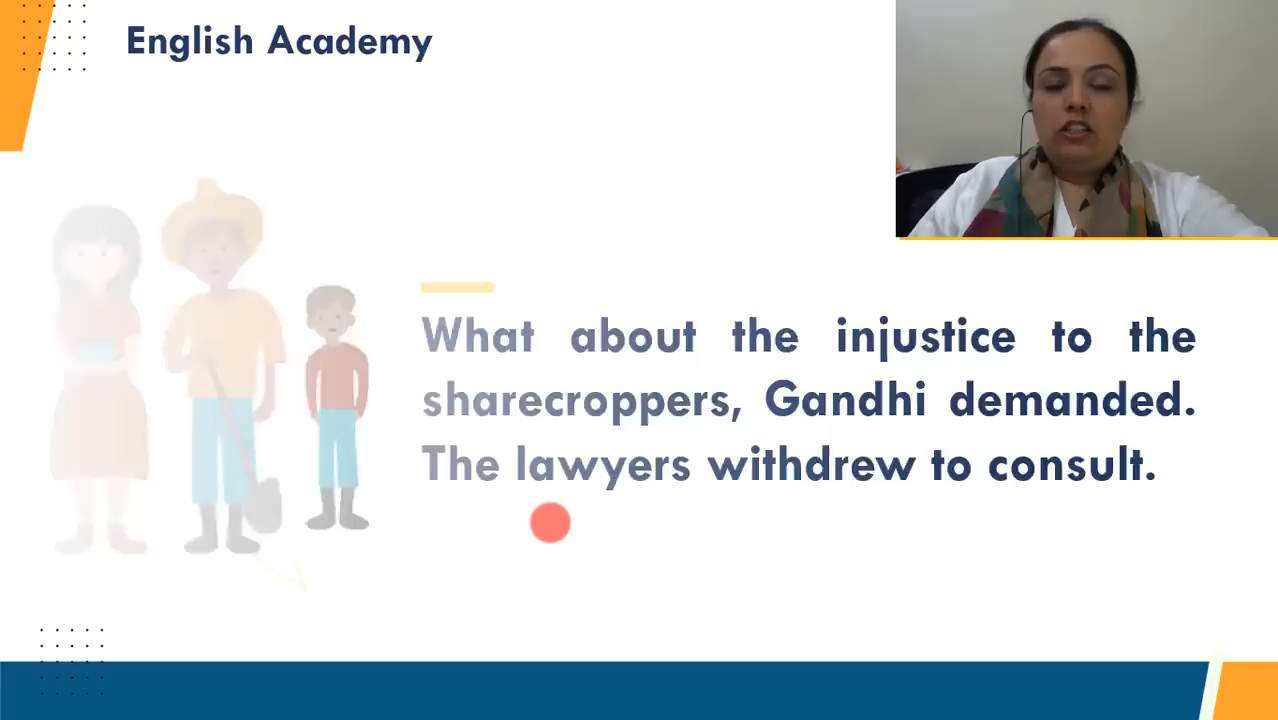 English Academy
What about the injustice to the
sharecroppers, Gandhi demanded.
The lawyers withdrew to consult.